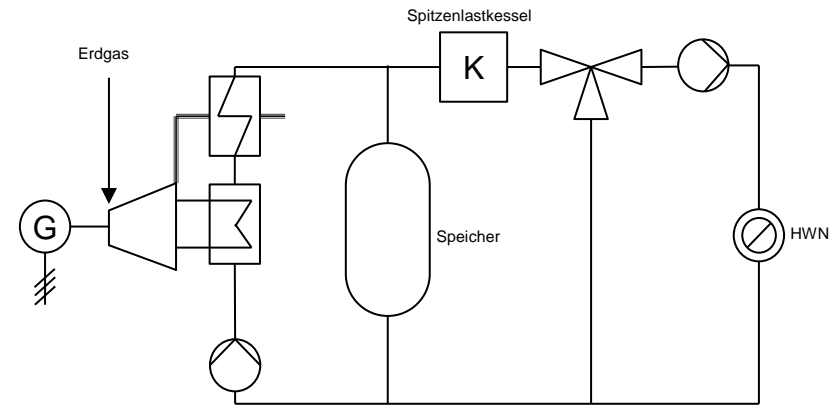 Spitzenlastkessel
Erdgas
K
G
Speicher
HWN